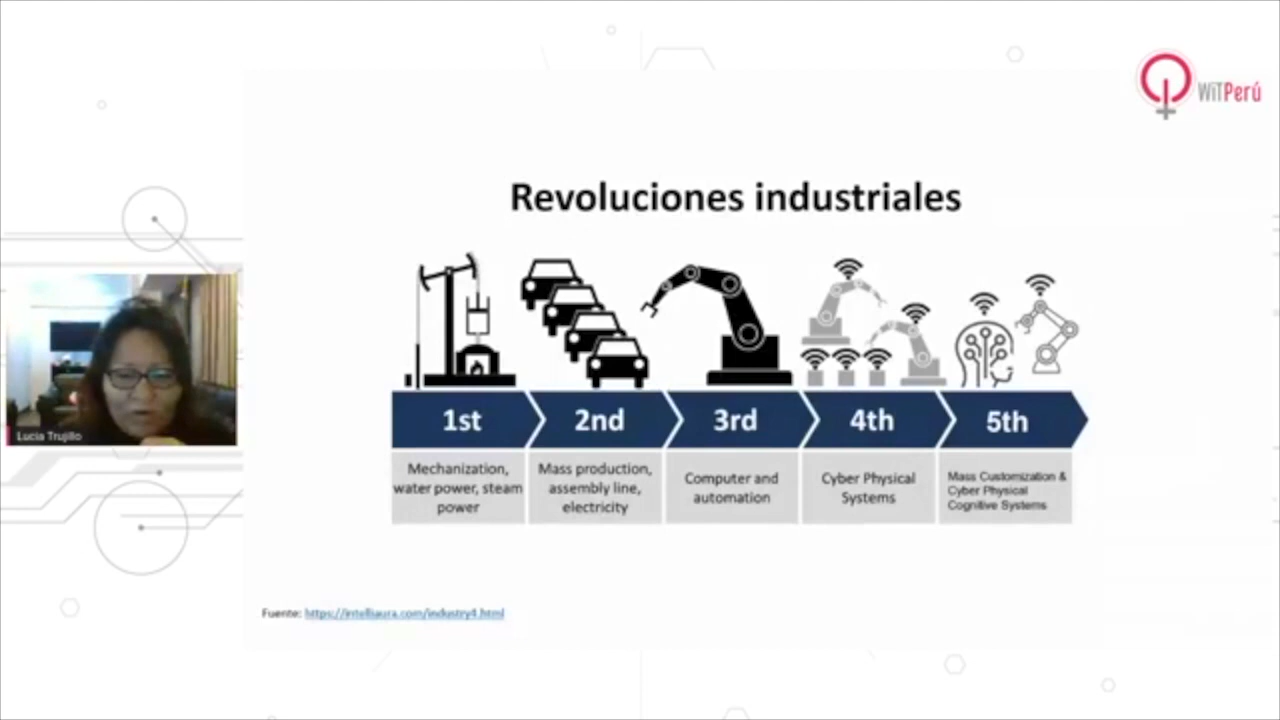 WiTPerú
Revoluciones industriales
1st
2nd
3rd
4th
5th
Mechanization,
water power, steam
power
Mass production,
assembly line,
electricity
Computer and
automation
Cyber Physical
Systems
Mass Customization &
Cyber Physical
Cognitive Systems
Lucia Trujillo
Fuente: https://intelliaura.com/industry4.html